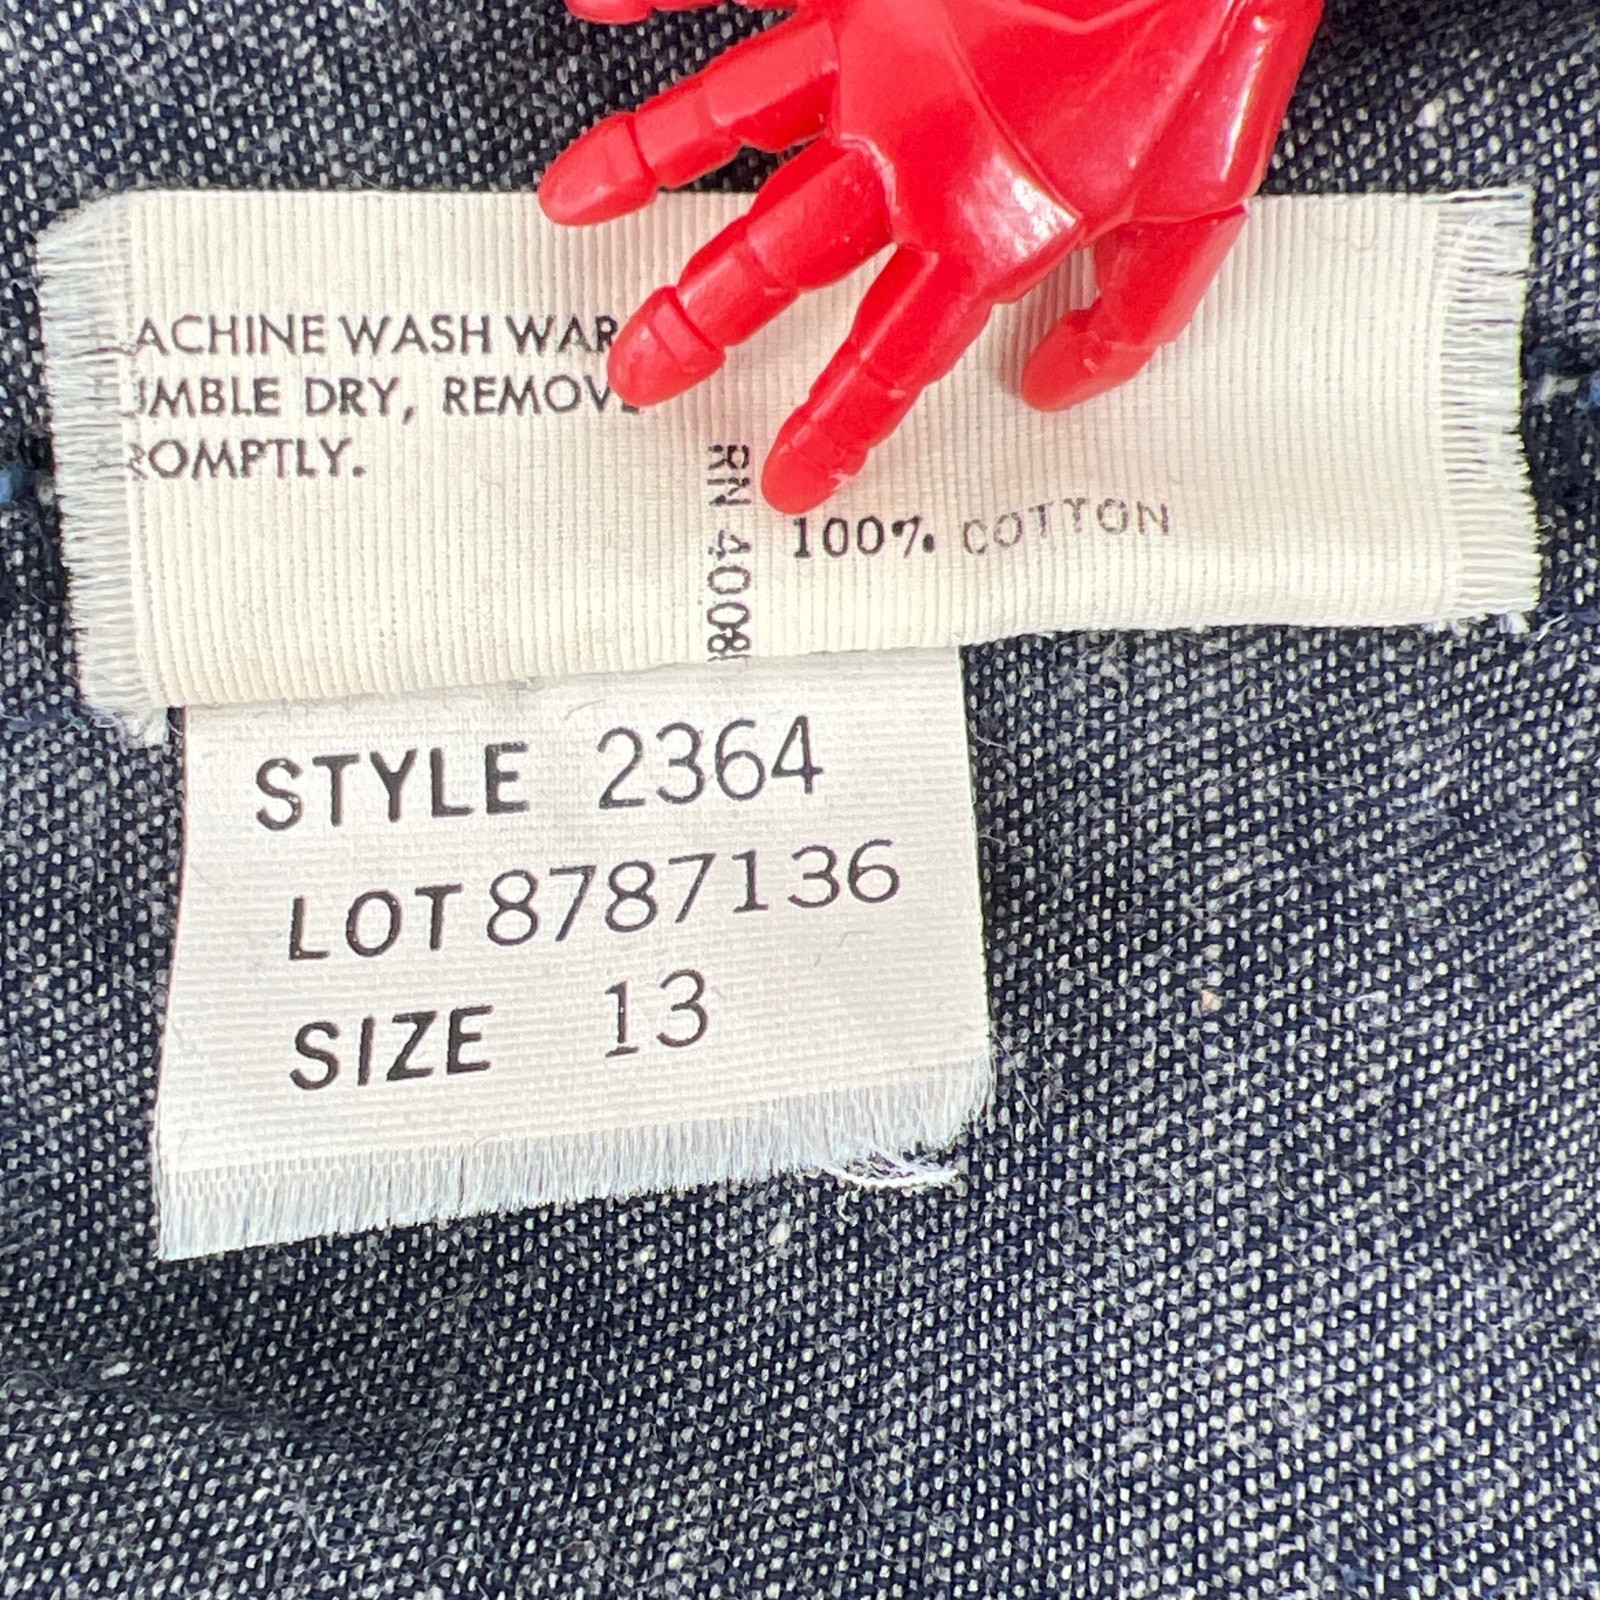 ACHINE WASH WAR
UMBLE DRY, REMOVE
ROMPTLY.
RN 4008
100% COTTON
STYLE 2364
LOT 8787136
SIZE 13